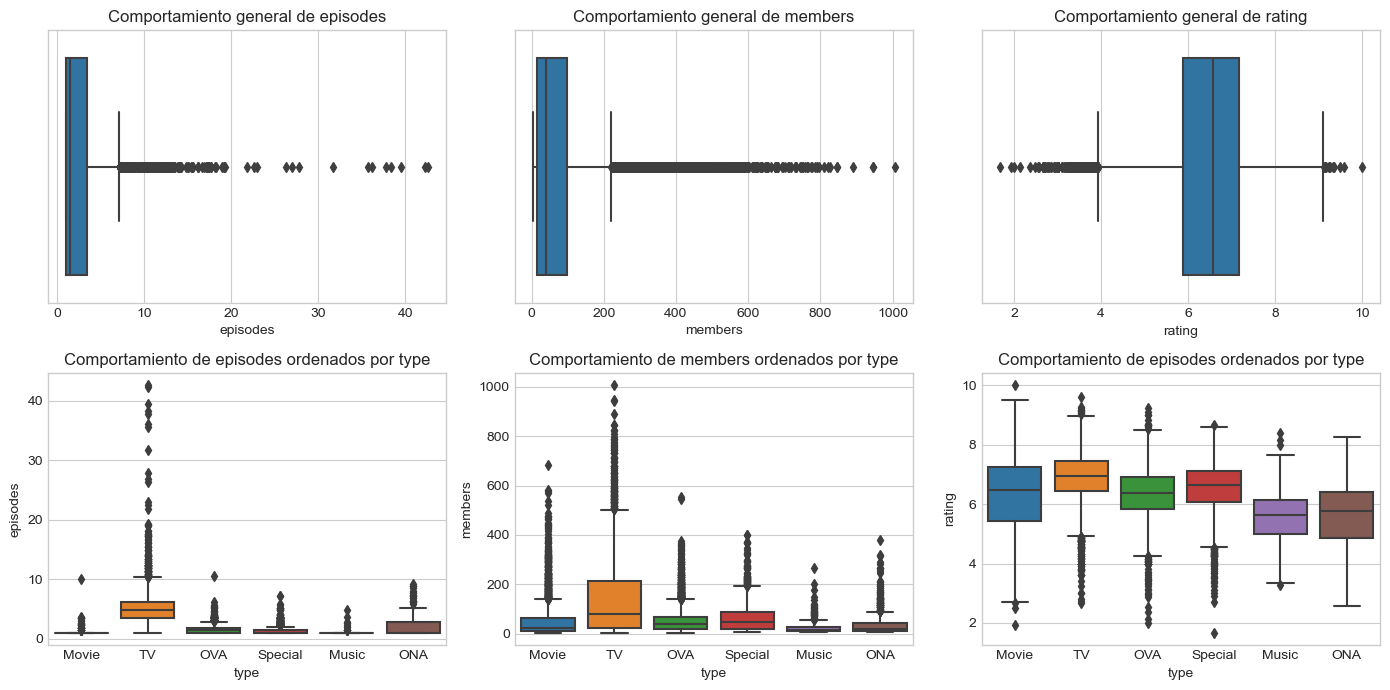 Comportamiento general de episodes
Comportamiento general de members
Comportamiento general de rating
0 10 20 30 40
episodes
0 200 400 600 800 1000
members
2 4 6 8 10
rating
Comportamiento de episodes ordenados por type
episodes
40
30
20
10
0
Movie TV OVA Special Music ONA
type
Comportamiento de members ordenados por type
members
1000
800
600
400
200
0
Movie TV OVA Special Music ONA
type
Comportamiento de episodes ordenados por type
rating
10
8
6
4
2
Movie TV OVA Special Music ONA
type